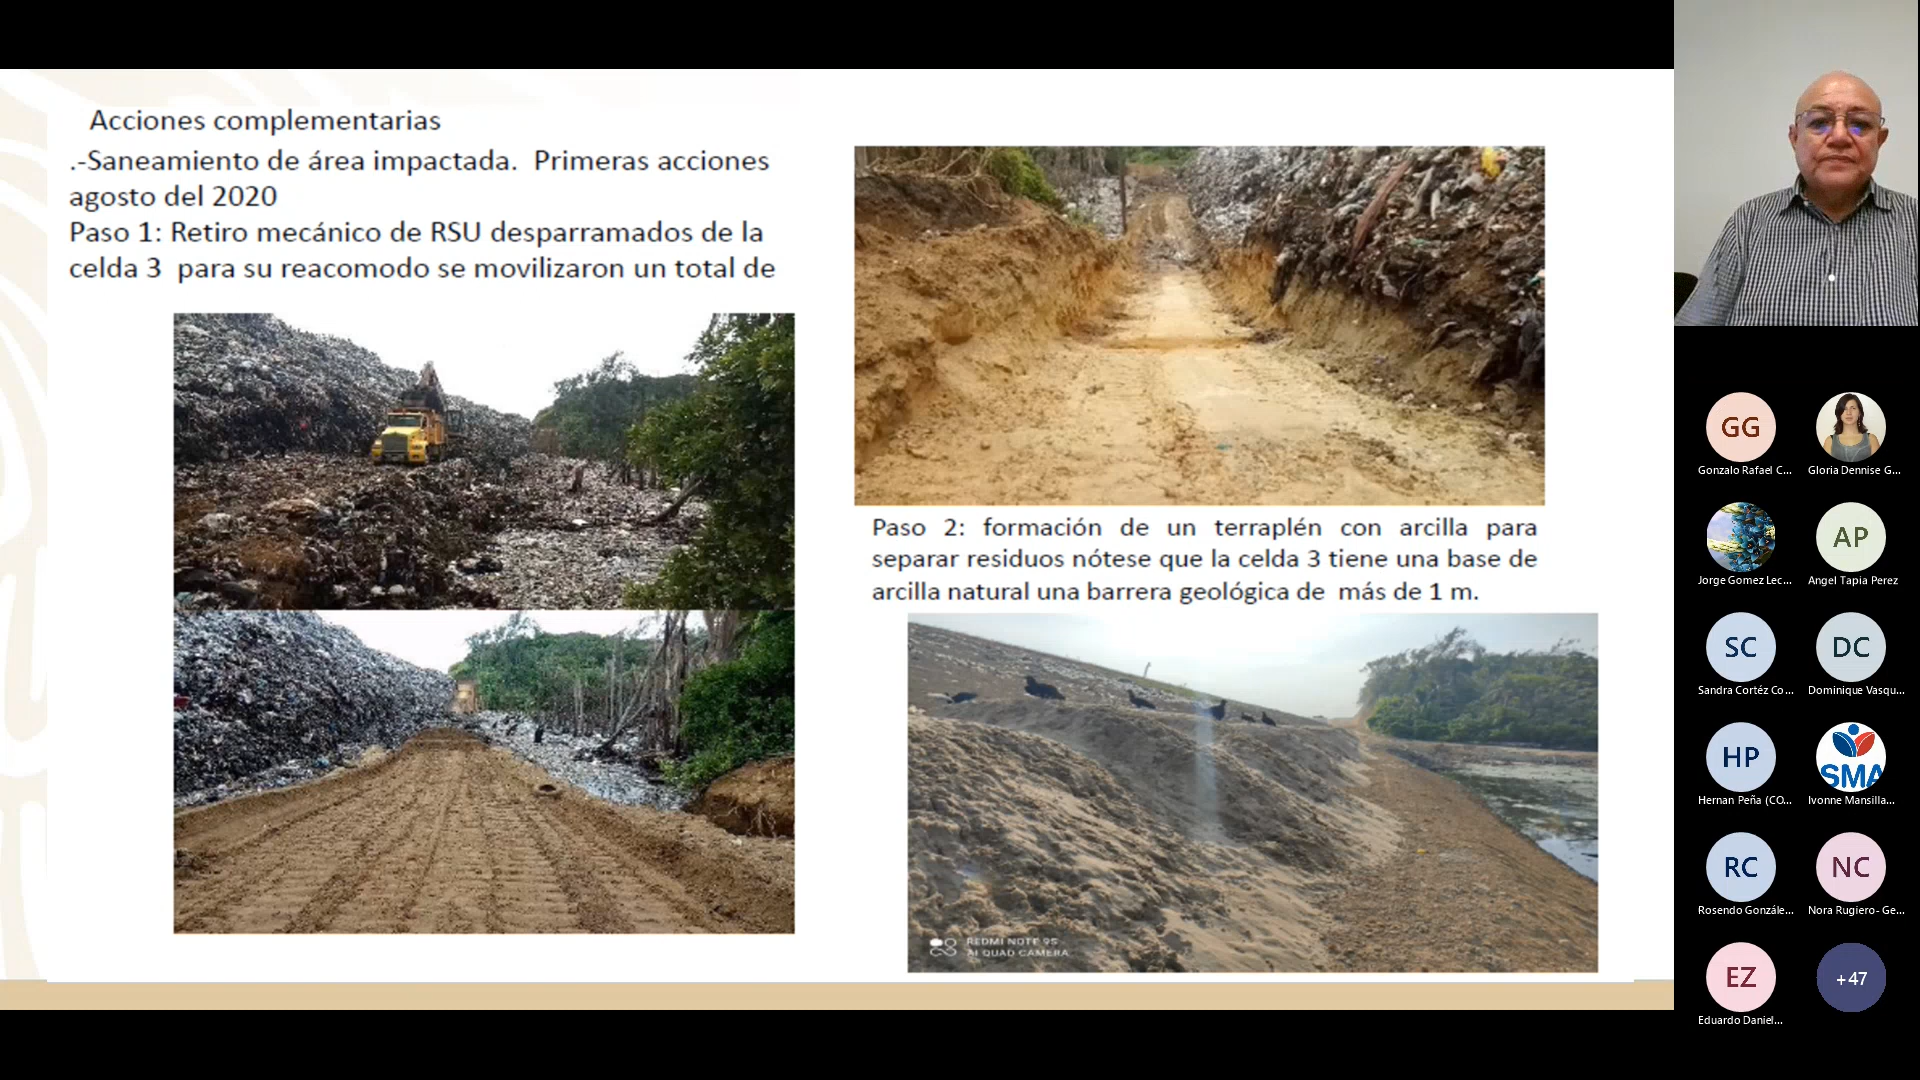 Acciones complementarias
.-Saneamiento de área impactada. Primeras acciones
agosto del 2020
Paso 1: Retiro mecánico de RSU desparramados de la
celda 3 para su reacomodo se movilizaron un total de
Paso 2: formación de un terraplén con arcilla para
separar residuos nótese que la celda 3 tiene una base de
arcilla natural una barrera geológica de más de 1 m.
REDMI NOTE 9S
AI QUAD CAMERA
GG
Gonzalo Rafael C...
Gloria Dennise G...
Jorge Gomez Lec...
AP
Angel Tapia Perez
SC
Sandra Cortéz Co...
DC
Dominique Vasqu...
HP
Hernan Peña (CO...
SMA
Ivonne Mansilla...
RC
Rosendo Gonzále...
NC
Nora Rugiero- Ge...
EZ
Eduardo Daniel...
+47